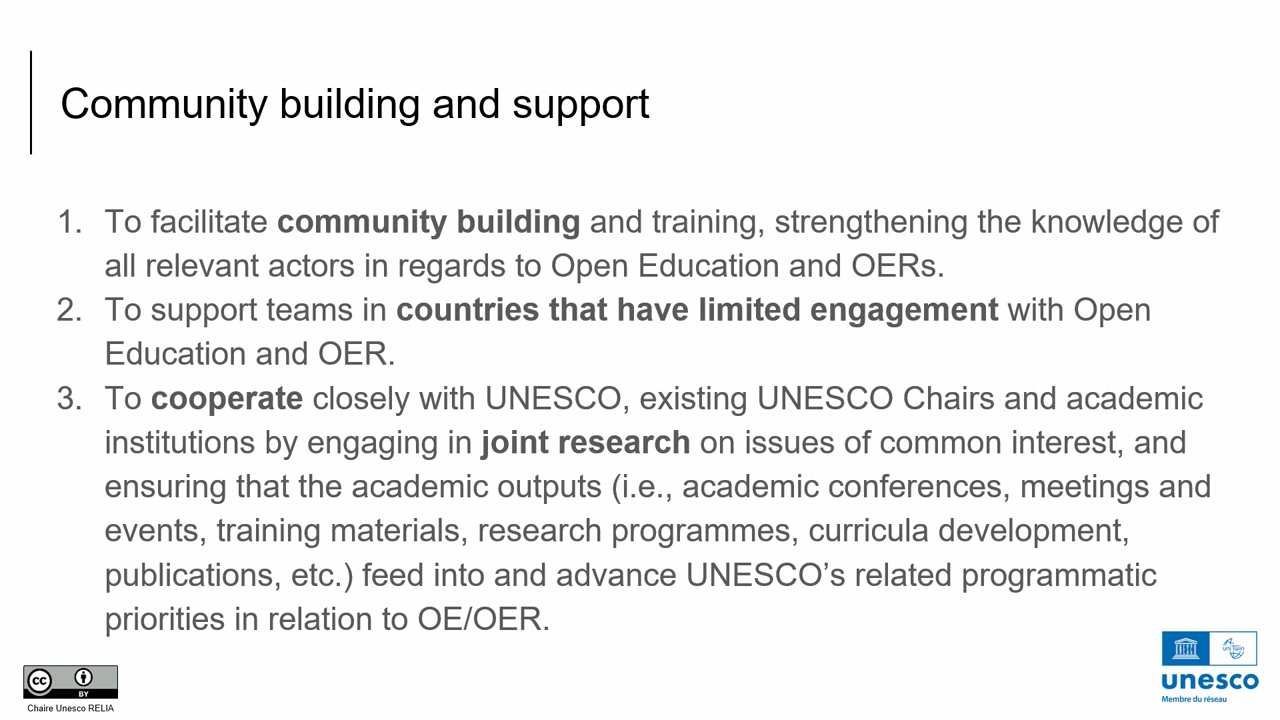 Community building and support
1. To facilitate community building and training, strengthening the knowledge of
all relevant actors in regards to Open Education and OERs.
2. To support teams in countries that have limited engagement with Open
Education and OER.
3. To cooperate closely with UNESCO, existing UNESCO Chairs and academic
institutions by engaging in joint research on issues of common interest, and
ensuring that the academic outputs (i.e., academic conferences, meetings and
events, training materials, research programmes, curricula development,
publications, etc.) feed into and advance UNESCO’s related programmatic
priorities in relation to OE/OER.
cc
BY
Chaire Unesco RELIA
uni twin
unesco
Membre du réseau